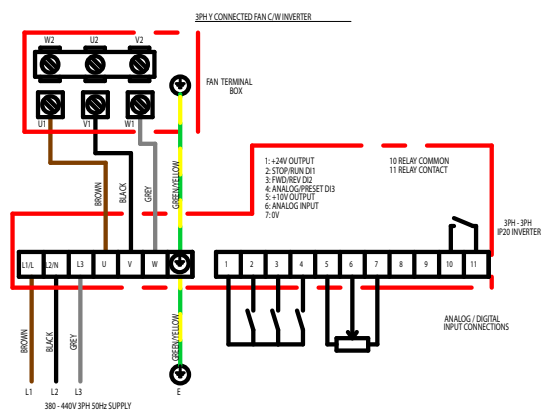 3PH Y CONNECTED FAN C/W INVERTER
W2 U2 V2
FAN TERMINAL
BOX
U1 V1 W1
BROWN
BLACK
GREY
GREEN/YELLOW
1: +24V OUTPUT
2: STOP/RUN DI1
3: FWD/REV DI2
4: ANALOG/PRESET DI3
5: +10V OUTPUT
6: ANALOG INPUT
7: 0V
10 RELAY COMMON
11 RELAY CONTACT
3PH - 3PH
IP20 INVERTER
L1/L L2/N L3 U V W
1 2 3 4 5 6 7 8 9 10 11
BROWN
BLACK
GREY
GREEN/YELLOW
ANALOG / DIGITAL
INPUT CONNECTIONS
L1 L2 L3 E
380 - 440V 3PH 50Hz SUPPLY